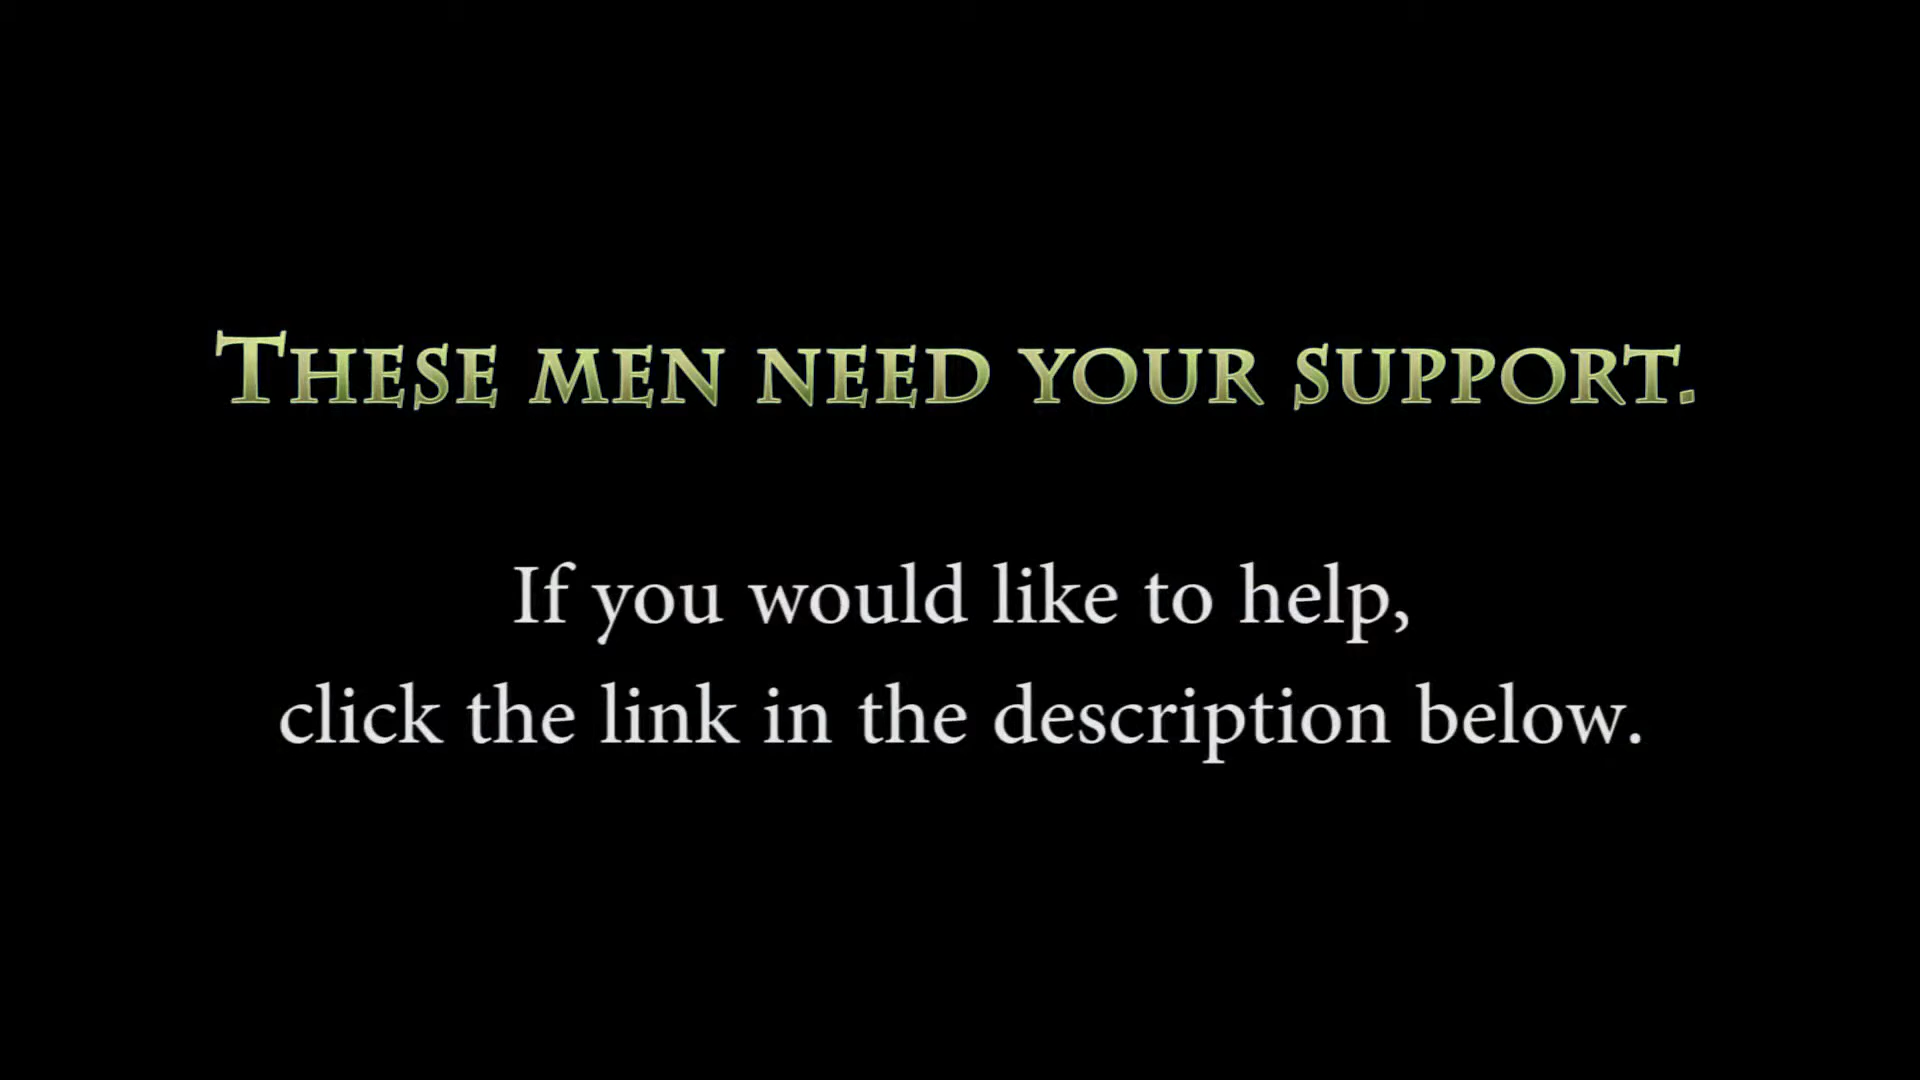 These men need your support.
If you would like to help,
click the link in the description below.